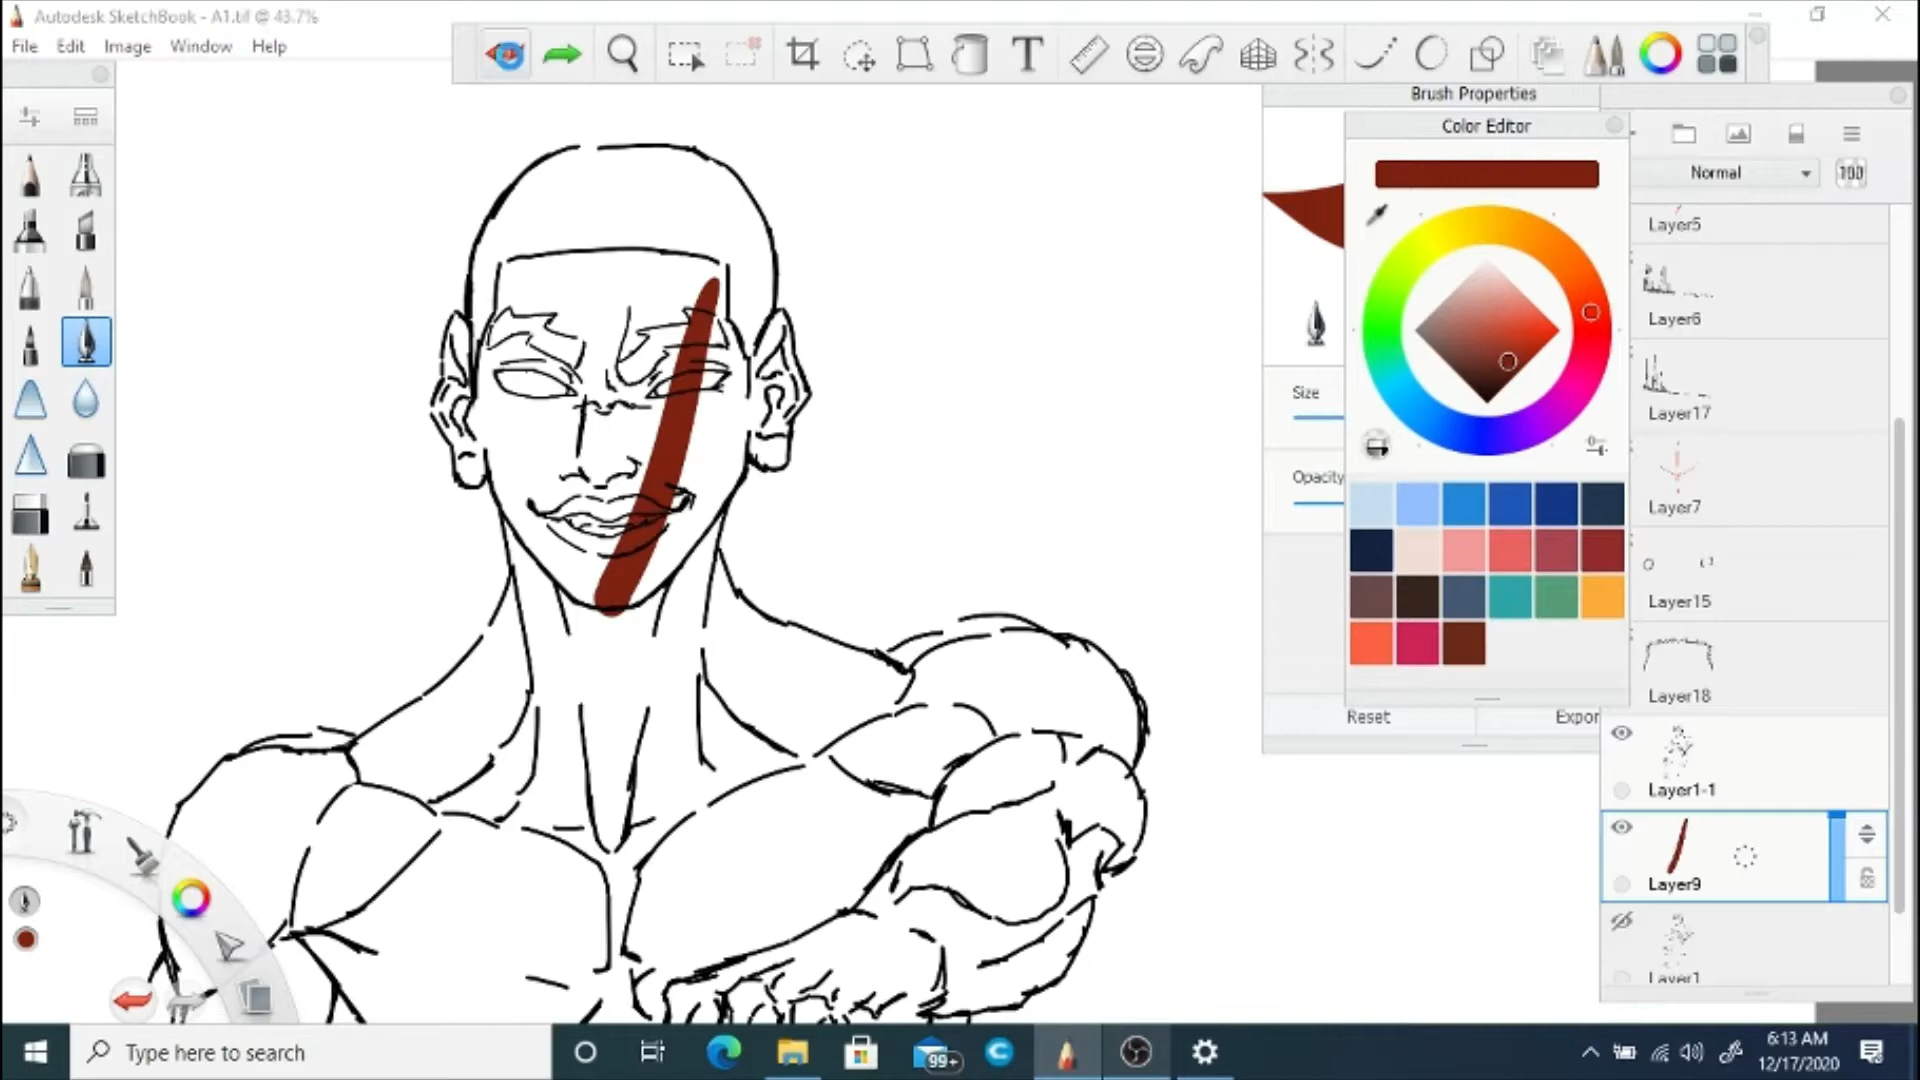 Autodesk SketchBook - A1.tif @ 43.7%
File Edit Image Window Help
T
Brush Properties
Color Editor
Normal 100
Layer5
Layer6
Size
Layer17
Opacity
Layer7
Layer15
Layer18
Reset Expor
Layer1-1
Layer9
Layer1
Type here to search
99+
6:13 AM
12/17/2020